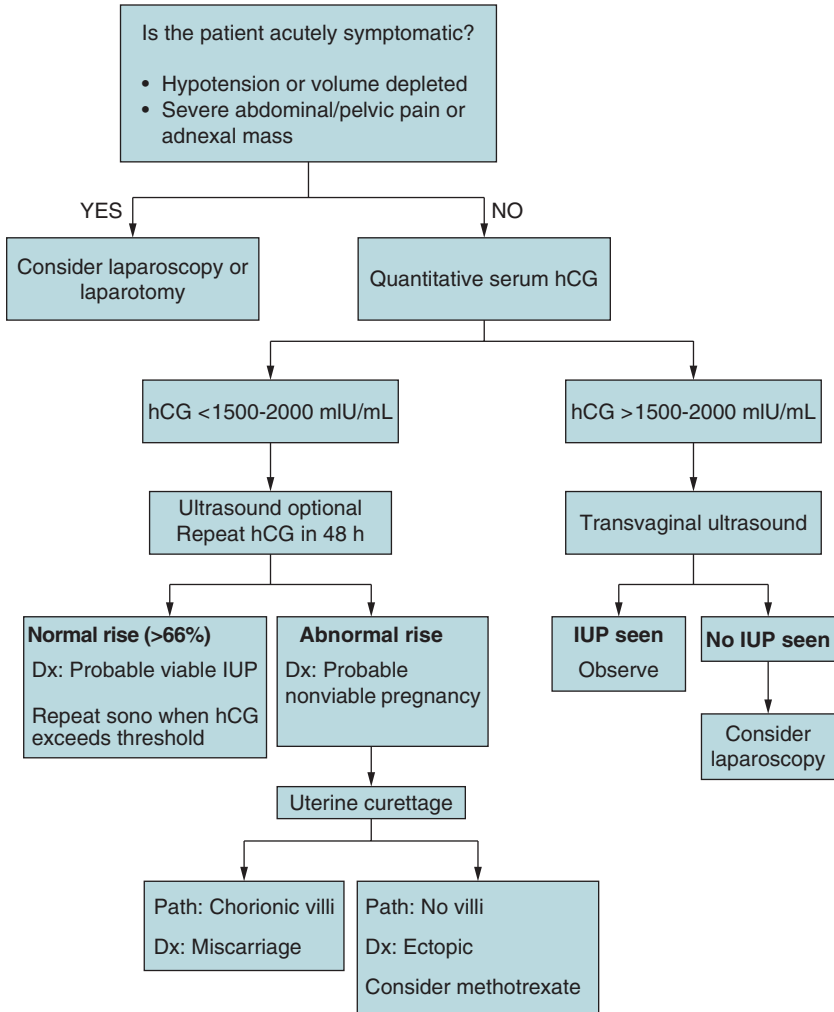 Is the patient acutely symptomatic?
• Hypotension or volume depleted
• Severe abdominal/pelvic pain or
adnexal mass
YES
NO
Consider laparoscopy or
laparotomy
Quantitative serum hCG
hCG <1500-2000 mIU/mL
hCG >1500-2000 mIU/mL
Ultrasound optional
Repeat hCG in 48 h
Transvaginal ultrasound
Normal rise (>66%)
Dx: Probable viable IUP
Repeat sono when hCG
exceeds threshold
Abnormal rise
Dx: Probable
nonviable pregnancy
IUP seen
Observe
No IUP seen
Consider
laparoscopy
Uterine curettage
Path: Chorionic villi
Dx: Miscarriage
Path: No villi
Dx: Ectopic
Consider methotrexate